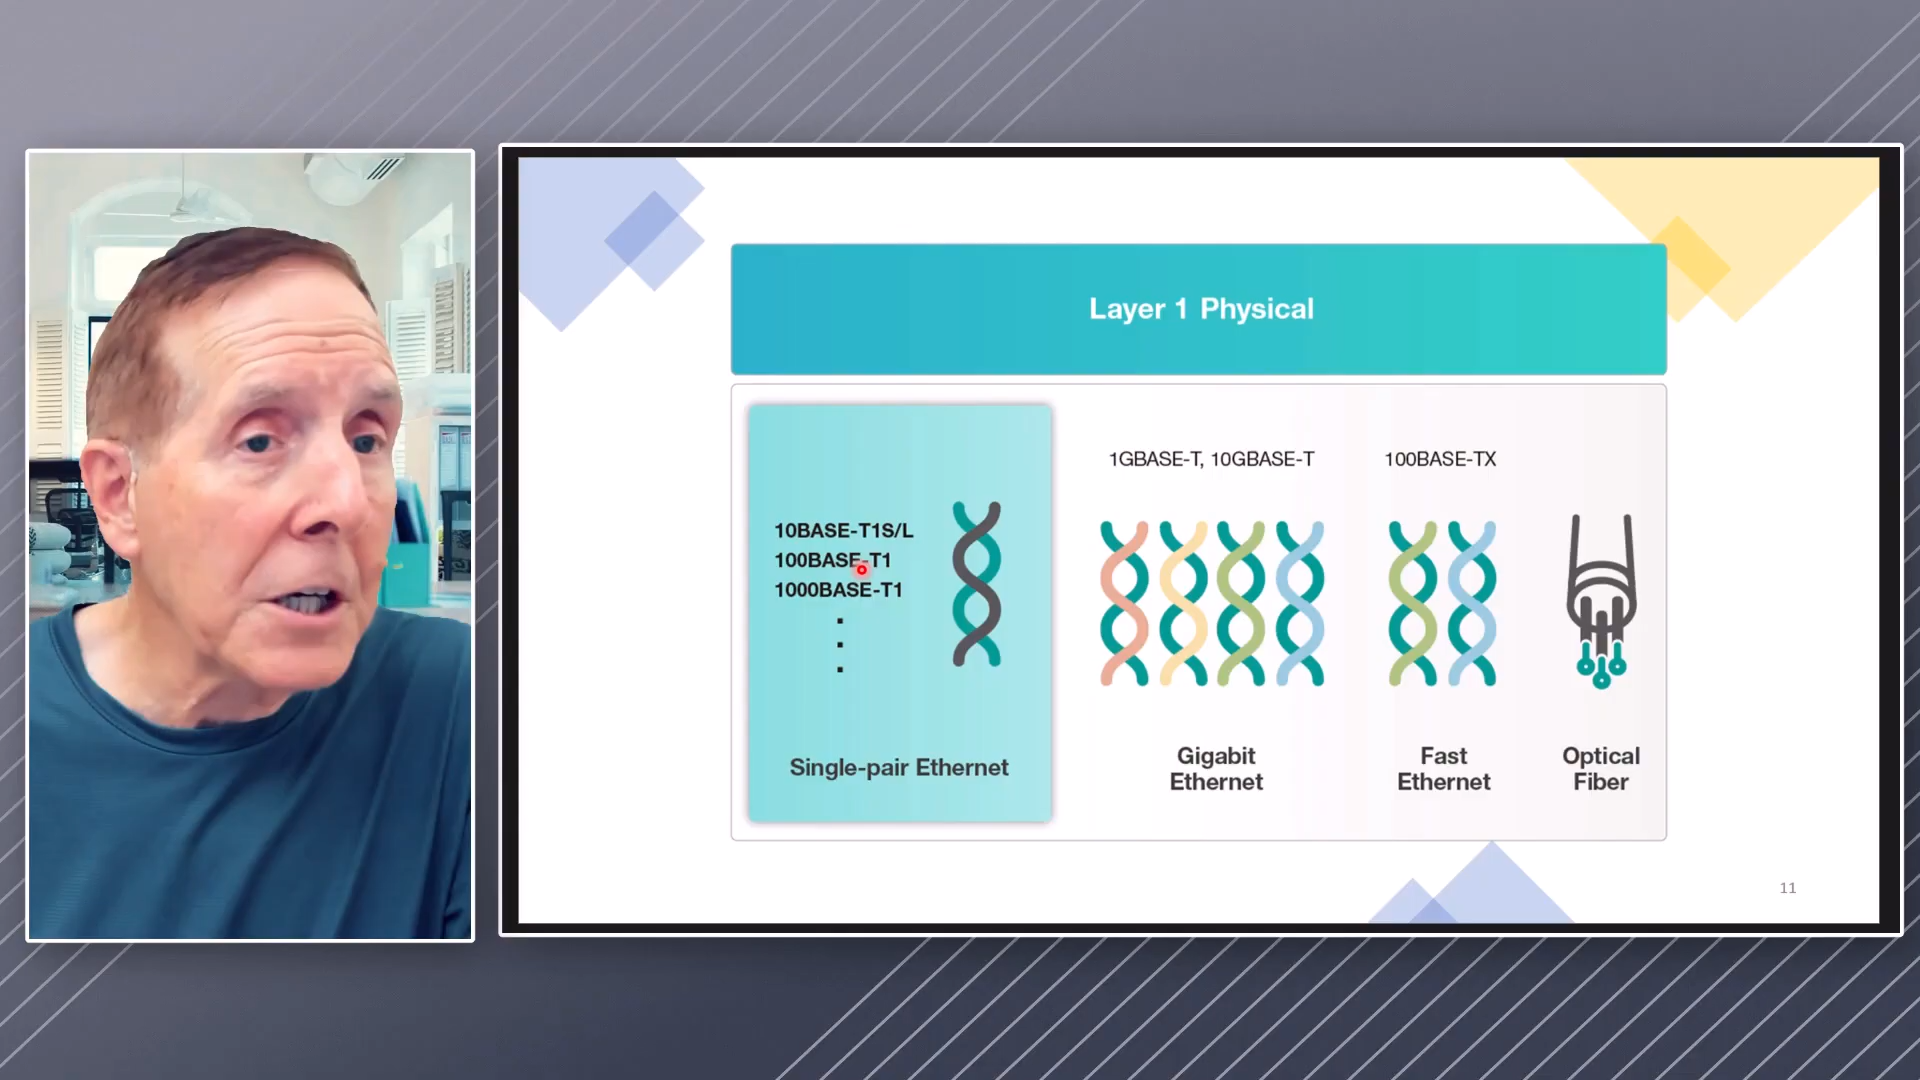 Layer 1 Physical
10BASE-T1S/L
100BASE-T1
1000BASE-T1
Single-pair Ethernet
1GBASE-T, 10GBASE-T
Gigabit
Ethernet
100BASE-TX
Fast
Ethernet
Optical
Fiber
11